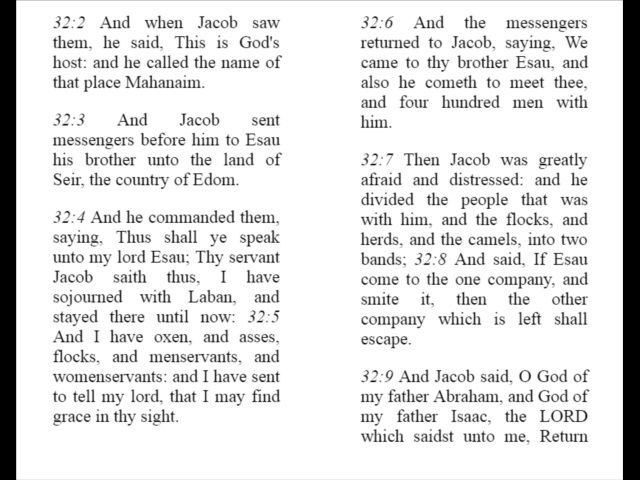 32:2 And when Jacob saw
them, he said, This is God's
host: and he called the name of
that place Mahanaim.
32:3 And Jacob sent
messengers before him to Esau
his brother unto the land of
Seir, the country of Edom.
32:4 And he commanded them,
saying, Thus shall ye speak
unto my lord Esau; Thy servant
Jacob saith thus, I have
sojourned with Laban, and
stayed there until now: 32:5
And I have oxen, and asses,
flocks, and menservants, and
womenservants: and I have sent
to tell my lord, that I may find
grace in thy sight.
32:6 And the messengers
returned to Jacob, saying, We
came to thy brother Esau, and
also he cometh to meet thee,
and four hundred men with
him.
32:7 Then Jacob was greatly
afraid and distressed: and he
divided the people that was
with him, and the flocks, and
herds, and the camels, into two
bands; 32:8 And said, If Esau
come to the one company, and
smite it, then the other
company which is left shall
escape.
32:9 And Jacob said, O God of
my father Abraham, and God of
my father Isaac, the LORD
which saidst unto me, Return